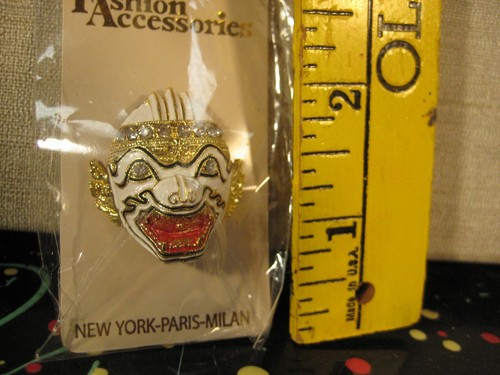 Fashion
Accessories
NEW YORK-PARIS-MILAN
OL
2
1
Made in U.S.A.